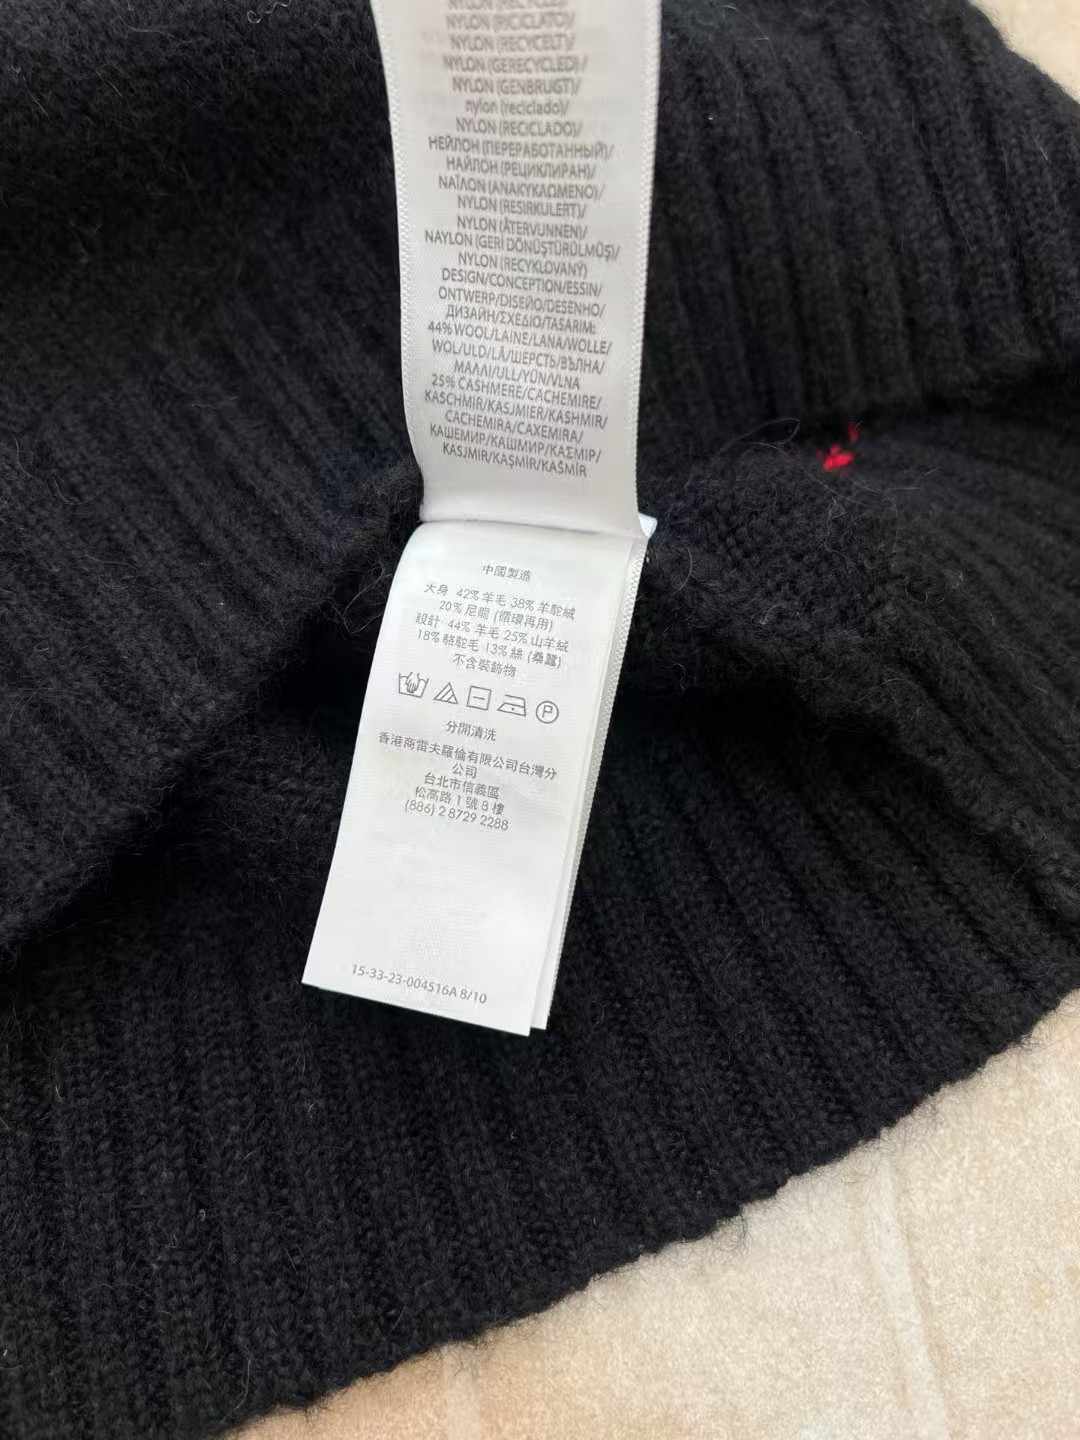 NYLON (RECYCLÉ)/
NYLON (RICICLATO)/
NYLON (RECYCELT)/
NYLON (GERECYCLED)/
NYLON (GENBRUGT)/
nylon (reciclado)/
NYLON (RECICLADO)/
НЕЙЛОН (ПЕРЕРАБОТАННЫЙ)/
НАЙЛОН (РЕЦИКЛИРАН)/
ΝΑΪΛΟΝ (ΑΝΑΚΥΚΛΩΜΕΝΟ)/
NYLON (RESIRKULERT)/
NYLON (ÅTERVUNNEN)/
NAYLON (GERİ DÖNÜŞTÜRÜLMÜŞ)/
NYLON (RECYKLOVANÝ)
DESIGN/CONCEPTION/ESSIN/
ONTWERP/DISEÑO/DESENHO/
ДИЗАЙН/ΣΧΕΔΙΟ/TASARIM:
44% WOOL/LAINE/LANA/WOLLE/
WOL/ULD/LÃ/ШЕРСТЬ/ВЪЛНА/
ΜΑΛΛΙ/ULL/YÜN/VLNA
25% CASHMERE/CACHEMIRE/
KASCHMIR/KASJMIER/KASHMIR/
CACHEMIRA/CAXEMIRA/
КАШЕМИР/КАШМИР/ΚΑΣΜΙΡ/
KASJMIR/KAŞMİR/KAŠMÍR
中國製造
大身 42% 羊毛 38% 羊駝絨
20% 尼龍 (循環再用)
設計 44% 羊毛 25% 山羊絨
18% 駱駝毛 13% 絲 (桑蠶)
不含裝飾物
P
分開清洗
香港商雷夫羅倫有限公司台灣分
公司
台北市信義區
松高路 1 號 8 樓
(886) 2 8729 2288
15-33-23-004516A 8/10